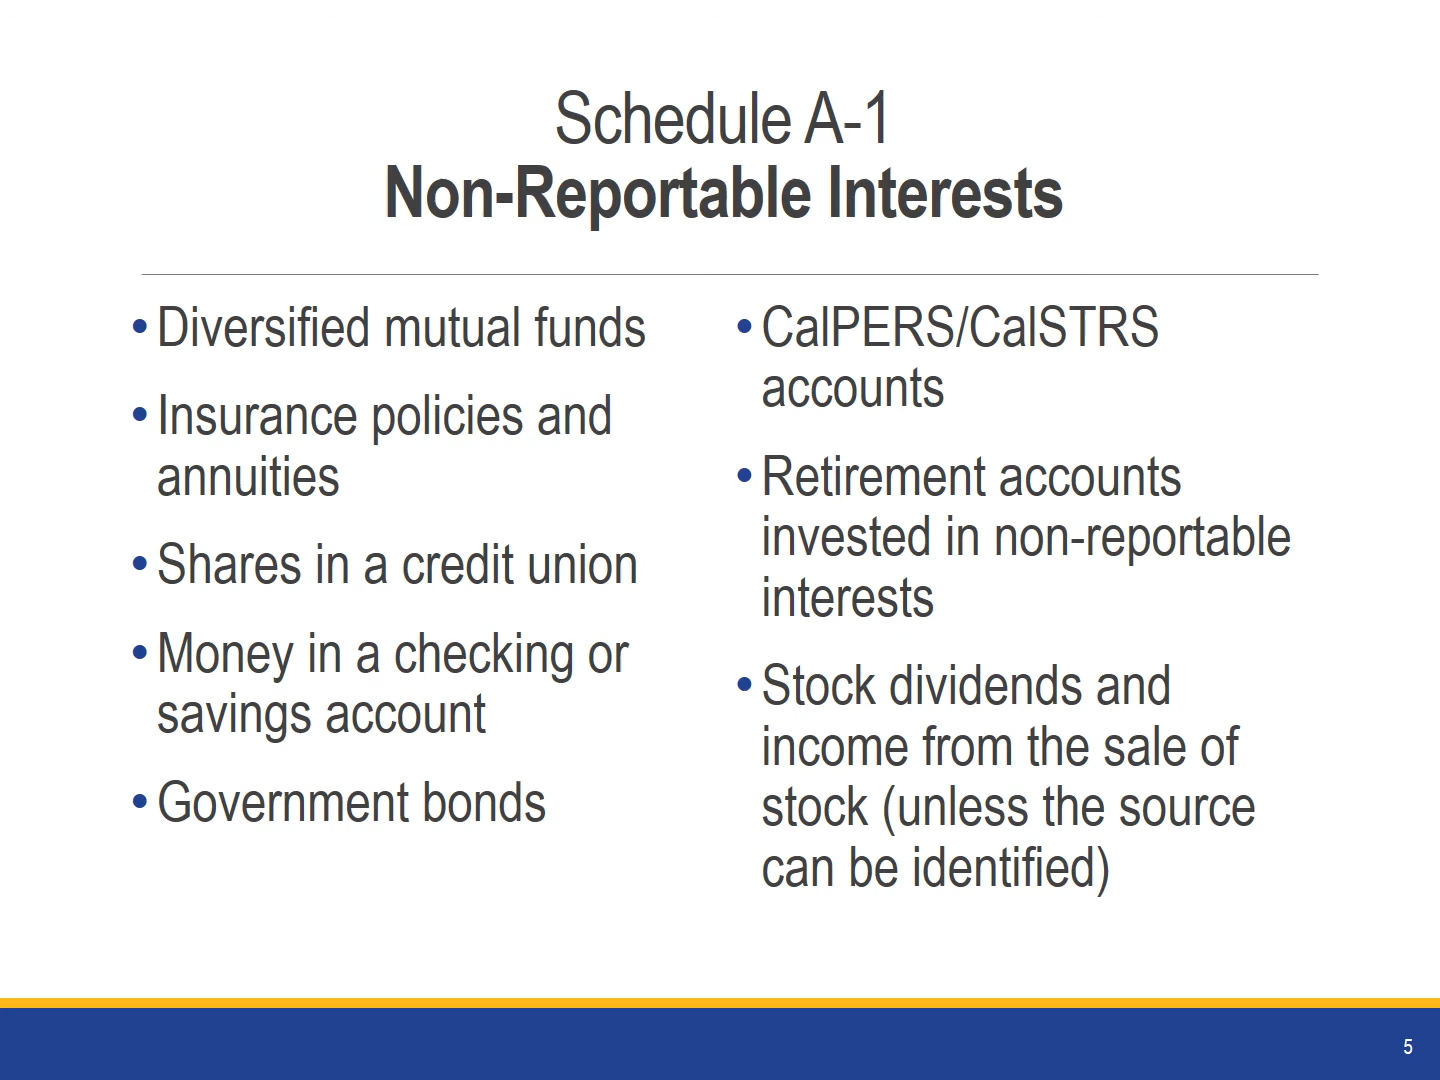 Schedule A-1
Non-Reportable Interests
• Diversified mutual funds
• Insurance policies and
annuities
• Shares in a credit union
• Money in a checking or
savings account
• Government bonds
• CalPERS/CalSTRS
accounts
• Retirement accounts
invested in non-reportable
interests
• Stock dividends and
income from the sale of
stock (unless the source
can be identified)
5